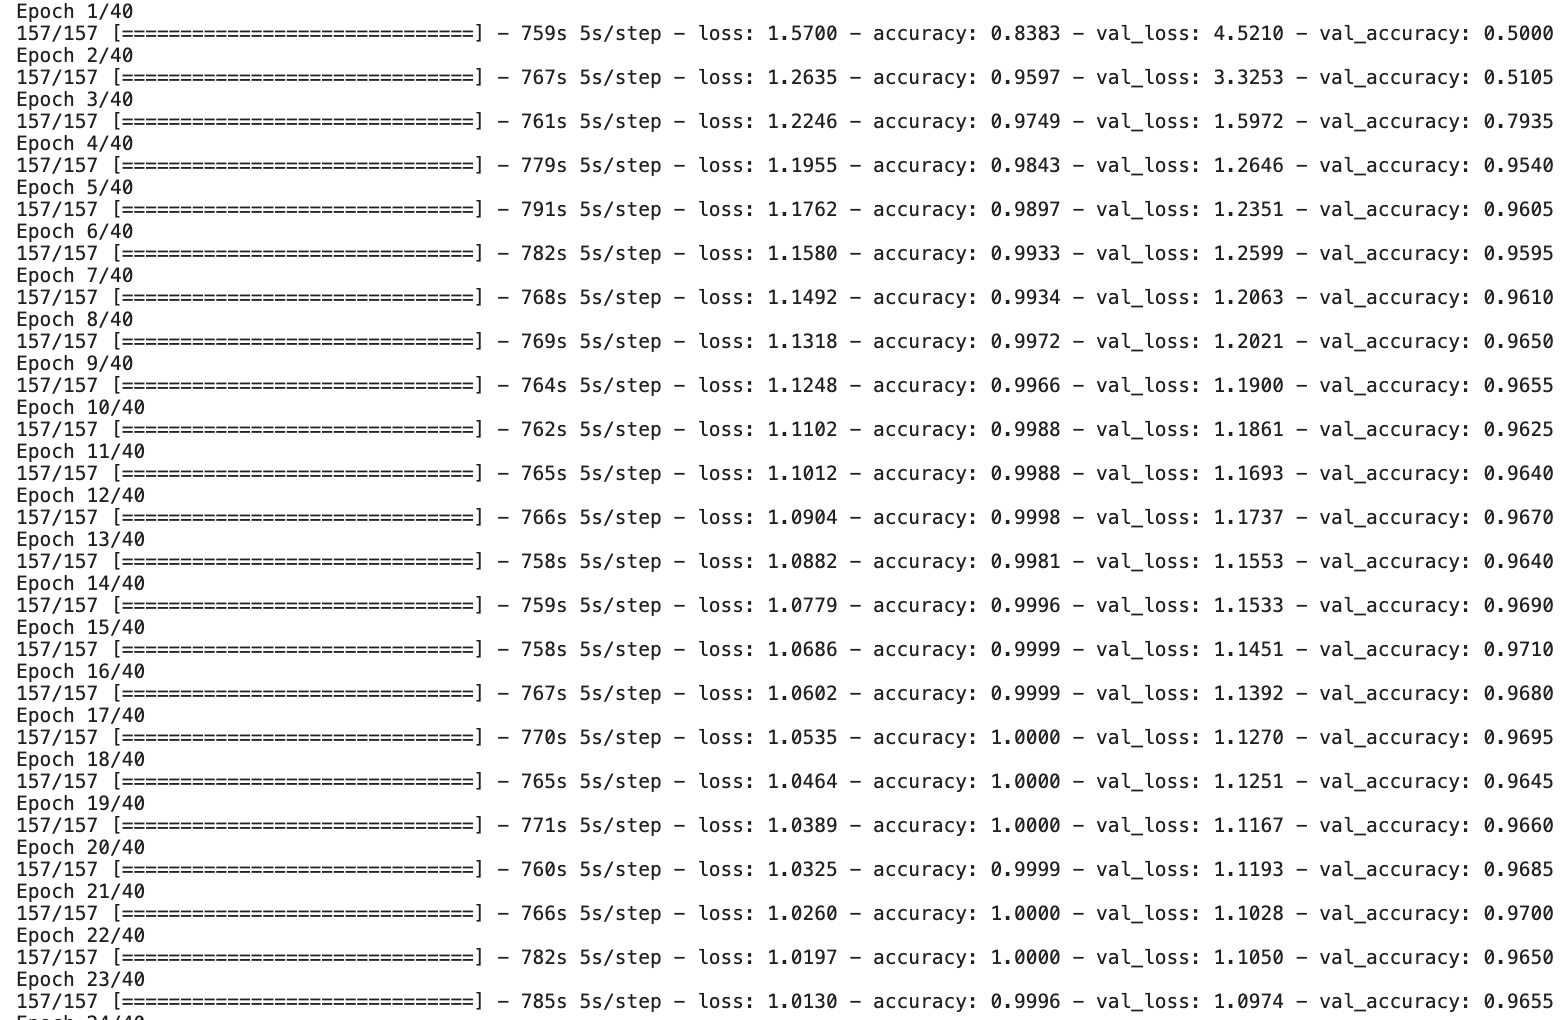 Epoch 1/40
157/157 [==============================] - 759s 5s/step - loss: 1.5700 - accuracy: 0.8383 - val_loss: 4.5210 - val_accuracy: 0.5000
Epoch 2/40
157/157 [==============================] - 767s 5s/step - loss: 1.2635 - accuracy: 0.9597 - val_loss: 3.3253 - val_accuracy: 0.5105
Epoch 3/40
157/157 [==============================] - 761s 5s/step - loss: 1.2246 - accuracy: 0.9749 - val_loss: 1.5972 - val_accuracy: 0.7935
Epoch 4/40
157/157 [==============================] - 779s 5s/step - loss: 1.1955 - accuracy: 0.9843 - val_loss: 1.2646 - val_accuracy: 0.9540
Epoch 5/40
157/157 [==============================] - 791s 5s/step - loss: 1.1762 - accuracy: 0.9897 - val_loss: 1.2351 - val_accuracy: 0.9605
Epoch 6/40
157/157 [==============================] - 782s 5s/step - loss: 1.1580 - accuracy: 0.9933 - val_loss: 1.2599 - val_accuracy: 0.9595
Epoch 7/40
157/157 [==============================] - 768s 5s/step - loss: 1.1492 - accuracy: 0.9934 - val_loss: 1.2063 - val_accuracy: 0.9610
Epoch 8/40
157/157 [==============================] - 769s 5s/step - loss: 1.1318 - accuracy: 0.9972 - val_loss: 1.2021 - val_accuracy: 0.9650
Epoch 9/40
157/157 [==============================] - 764s 5s/step - loss: 1.1248 - accuracy: 0.9966 - val_loss: 1.1900 - val_accuracy: 0.9655
Epoch 10/40
157/157 [==============================] - 762s 5s/step - loss: 1.1102 - accuracy: 0.9988 - val_loss: 1.1861 - val_accuracy: 0.9625
Epoch 11/40
157/157 [==============================] - 765s 5s/step - loss: 1.1012 - accuracy: 0.9988 - val_loss: 1.1693 - val_accuracy: 0.9640
Epoch 12/40
157/157 [==============================] - 766s 5s/step - loss: 1.0904 - accuracy: 0.9998 - val_loss: 1.1737 - val_accuracy: 0.9670
Epoch 13/40
157/157 [==============================] - 758s 5s/step - loss: 1.0882 - accuracy: 0.9981 - val_loss: 1.1553 - val_accuracy: 0.9640
Epoch 14/40
157/157 [==============================] - 759s 5s/step - loss: 1.0779 - accuracy: 0.9996 - val_loss: 1.1533 - val_accuracy: 0.9690
Epoch 15/40
157/157 [==============================] - 758s 5s/step - loss: 1.0686 - accuracy: 0.9999 - val_loss: 1.1451 - val_accuracy: 0.9710
Epoch 16/40
157/157 [==============================] - 767s 5s/step - loss: 1.0602 - accuracy: 0.9999 - val_loss: 1.1392 - val_accuracy: 0.9680
Epoch 17/40
157/157 [==============================] - 770s 5s/step - loss: 1.0535 - accuracy: 1.0000 - val_loss: 1.1270 - val_accuracy: 0.9695
Epoch 18/40
157/157 [==============================] - 765s 5s/step - loss: 1.0464 - accuracy: 1.0000 - val_loss: 1.1251 - val_accuracy: 0.9645
Epoch 19/40
157/157 [==============================] - 771s 5s/step - loss: 1.0389 - accuracy: 1.0000 - val_loss: 1.1167 - val_accuracy: 0.9660
Epoch 20/40
157/157 [==============================] - 760s 5s/step - loss: 1.0325 - accuracy: 0.9999 - val_loss: 1.1193 - val_accuracy: 0.9685
Epoch 21/40
157/157 [==============================] - 766s 5s/step - loss: 1.0260 - accuracy: 1.0000 - val_loss: 1.1028 - val_accuracy: 0.9700
Epoch 22/40
157/157 [==============================] - 782s 5s/step - loss: 1.0197 - accuracy: 1.0000 - val_loss: 1.1050 - val_accuracy: 0.9650
Epoch 23/40
157/157 [==============================] - 785s 5s/step - loss: 1.0130 - accuracy: 0.9996 - val_loss: 1.0974 - val_accuracy: 0.9655
Epoch 24/40